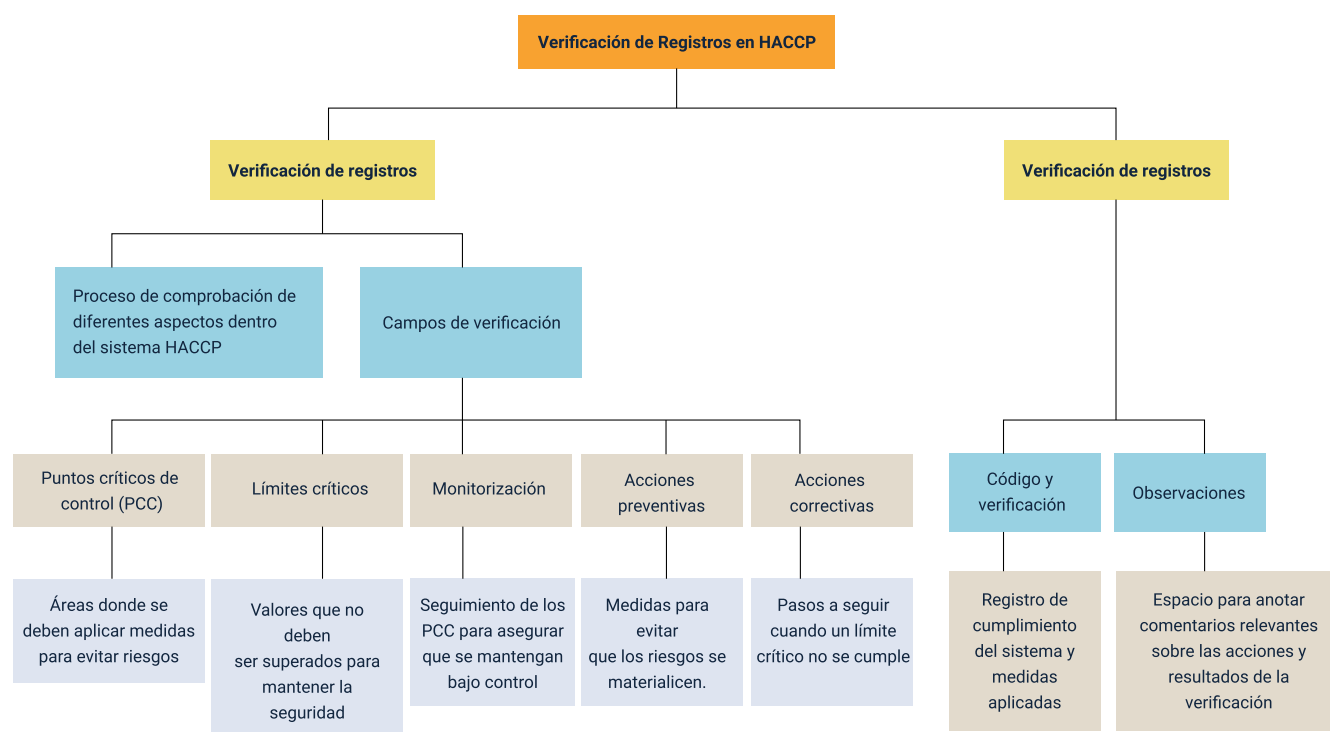 Verificación de Registros en HACCP
Verificación de registros
Verificación de registros
Proceso de comprobación de
diferentes aspectos dentro
del sistema HACCP
Campos de verificación
Puntos críticos de
control (PCC)
Límites críticos
Monitorización
Acciones
preventivas
Acciones
correctivas
Código y
verificación
Observaciones
Áreas donde se
deben aplicar medidas
para evitar riesgos
Valores que no
deben
ser superados para
mantener la
seguridad
Seguimiento de los
PCC para asegurar
que se mantengan
bajo control
Medidas para
evitar
que los riesgos se
materialicen.
Pasos a seguir
cuando un límite
crítico no se cumple
Registro de
cumplimiento
del sistema y
medidas
aplicadas
Espacio para anotar
comentarios relevantes
sobre las acciones y
resultados de la
verificación